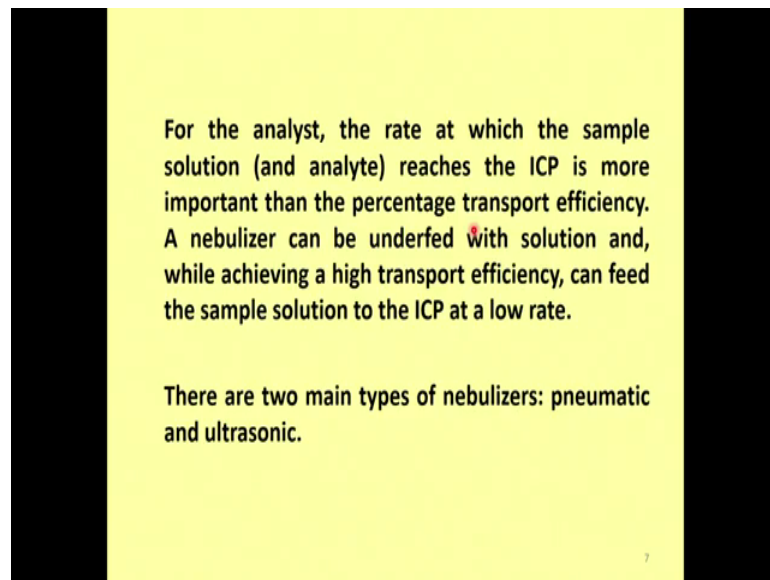 For the analyst, the rate at which the sample
solution (and analyte) reaches the ICP is more
important than the percentage transport efficiency.
A nebulizer can be underfed with solution and,
while achieving a high transport efficiency, can feed
the sample solution to the ICP at a low rate.
There are two main types of nebulizers: pneumatic
and ultrasonic.
7